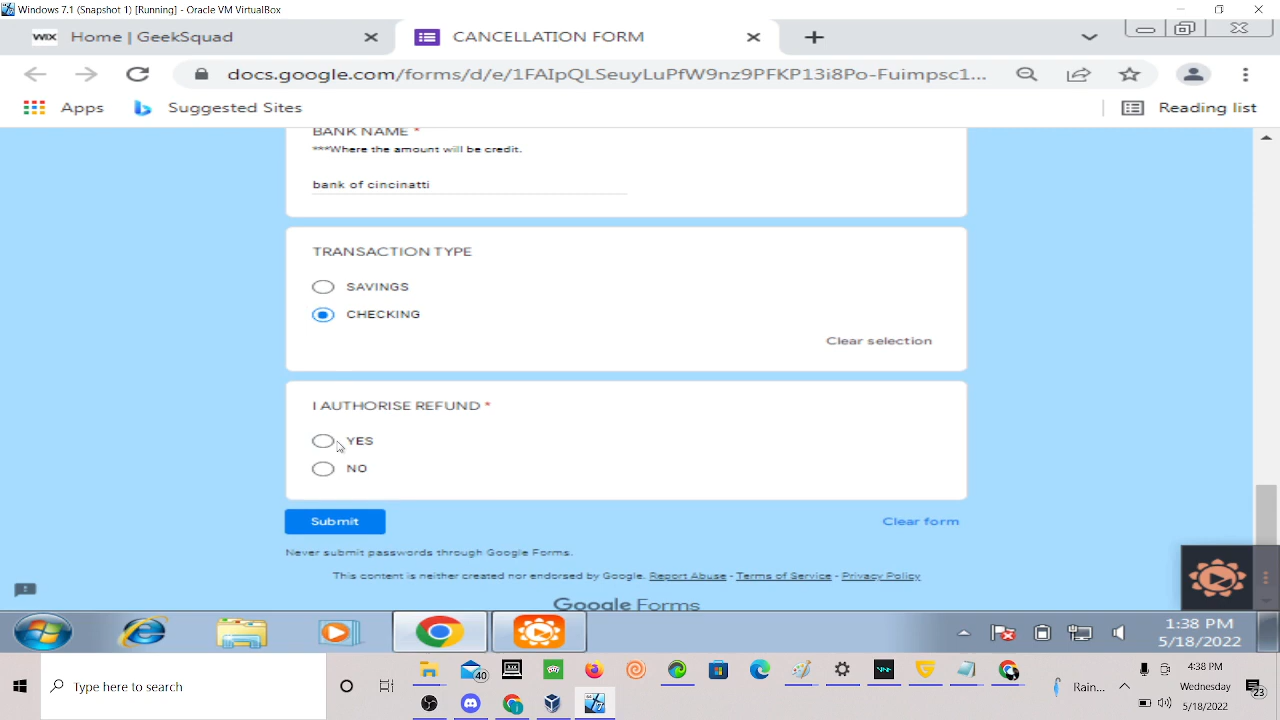 Windows 7.1 (Snapshot 1) [Running] - Oracle VM VirtualBox
WIX Home | GeekSquad
CANCELLATION FORM
docs.google.com/forms/d/e/1FAIpQLSeuyLuPfW9nz9PFKP13i8Po-Fuimpsc1...
Apps
Suggested Sites
Reading list
BANK NAME *
***Where the amount will be credit.
bank of cincinatti
TRANSACTION TYPE
SAVINGS
CHECKING
Clear selection
I AUTHORISE REFUND *
YES
NO
Submit
Clear form
Never submit passwords through Google Forms.
This content is neither created nor endorsed by Google. Report Abuse - Terms of Service - Privacy Policy
Google Forms
1:38 PM
5/18/2022
Type here to search
40
Rain...
4:38 PM
Wednesday
5/18/2022
23